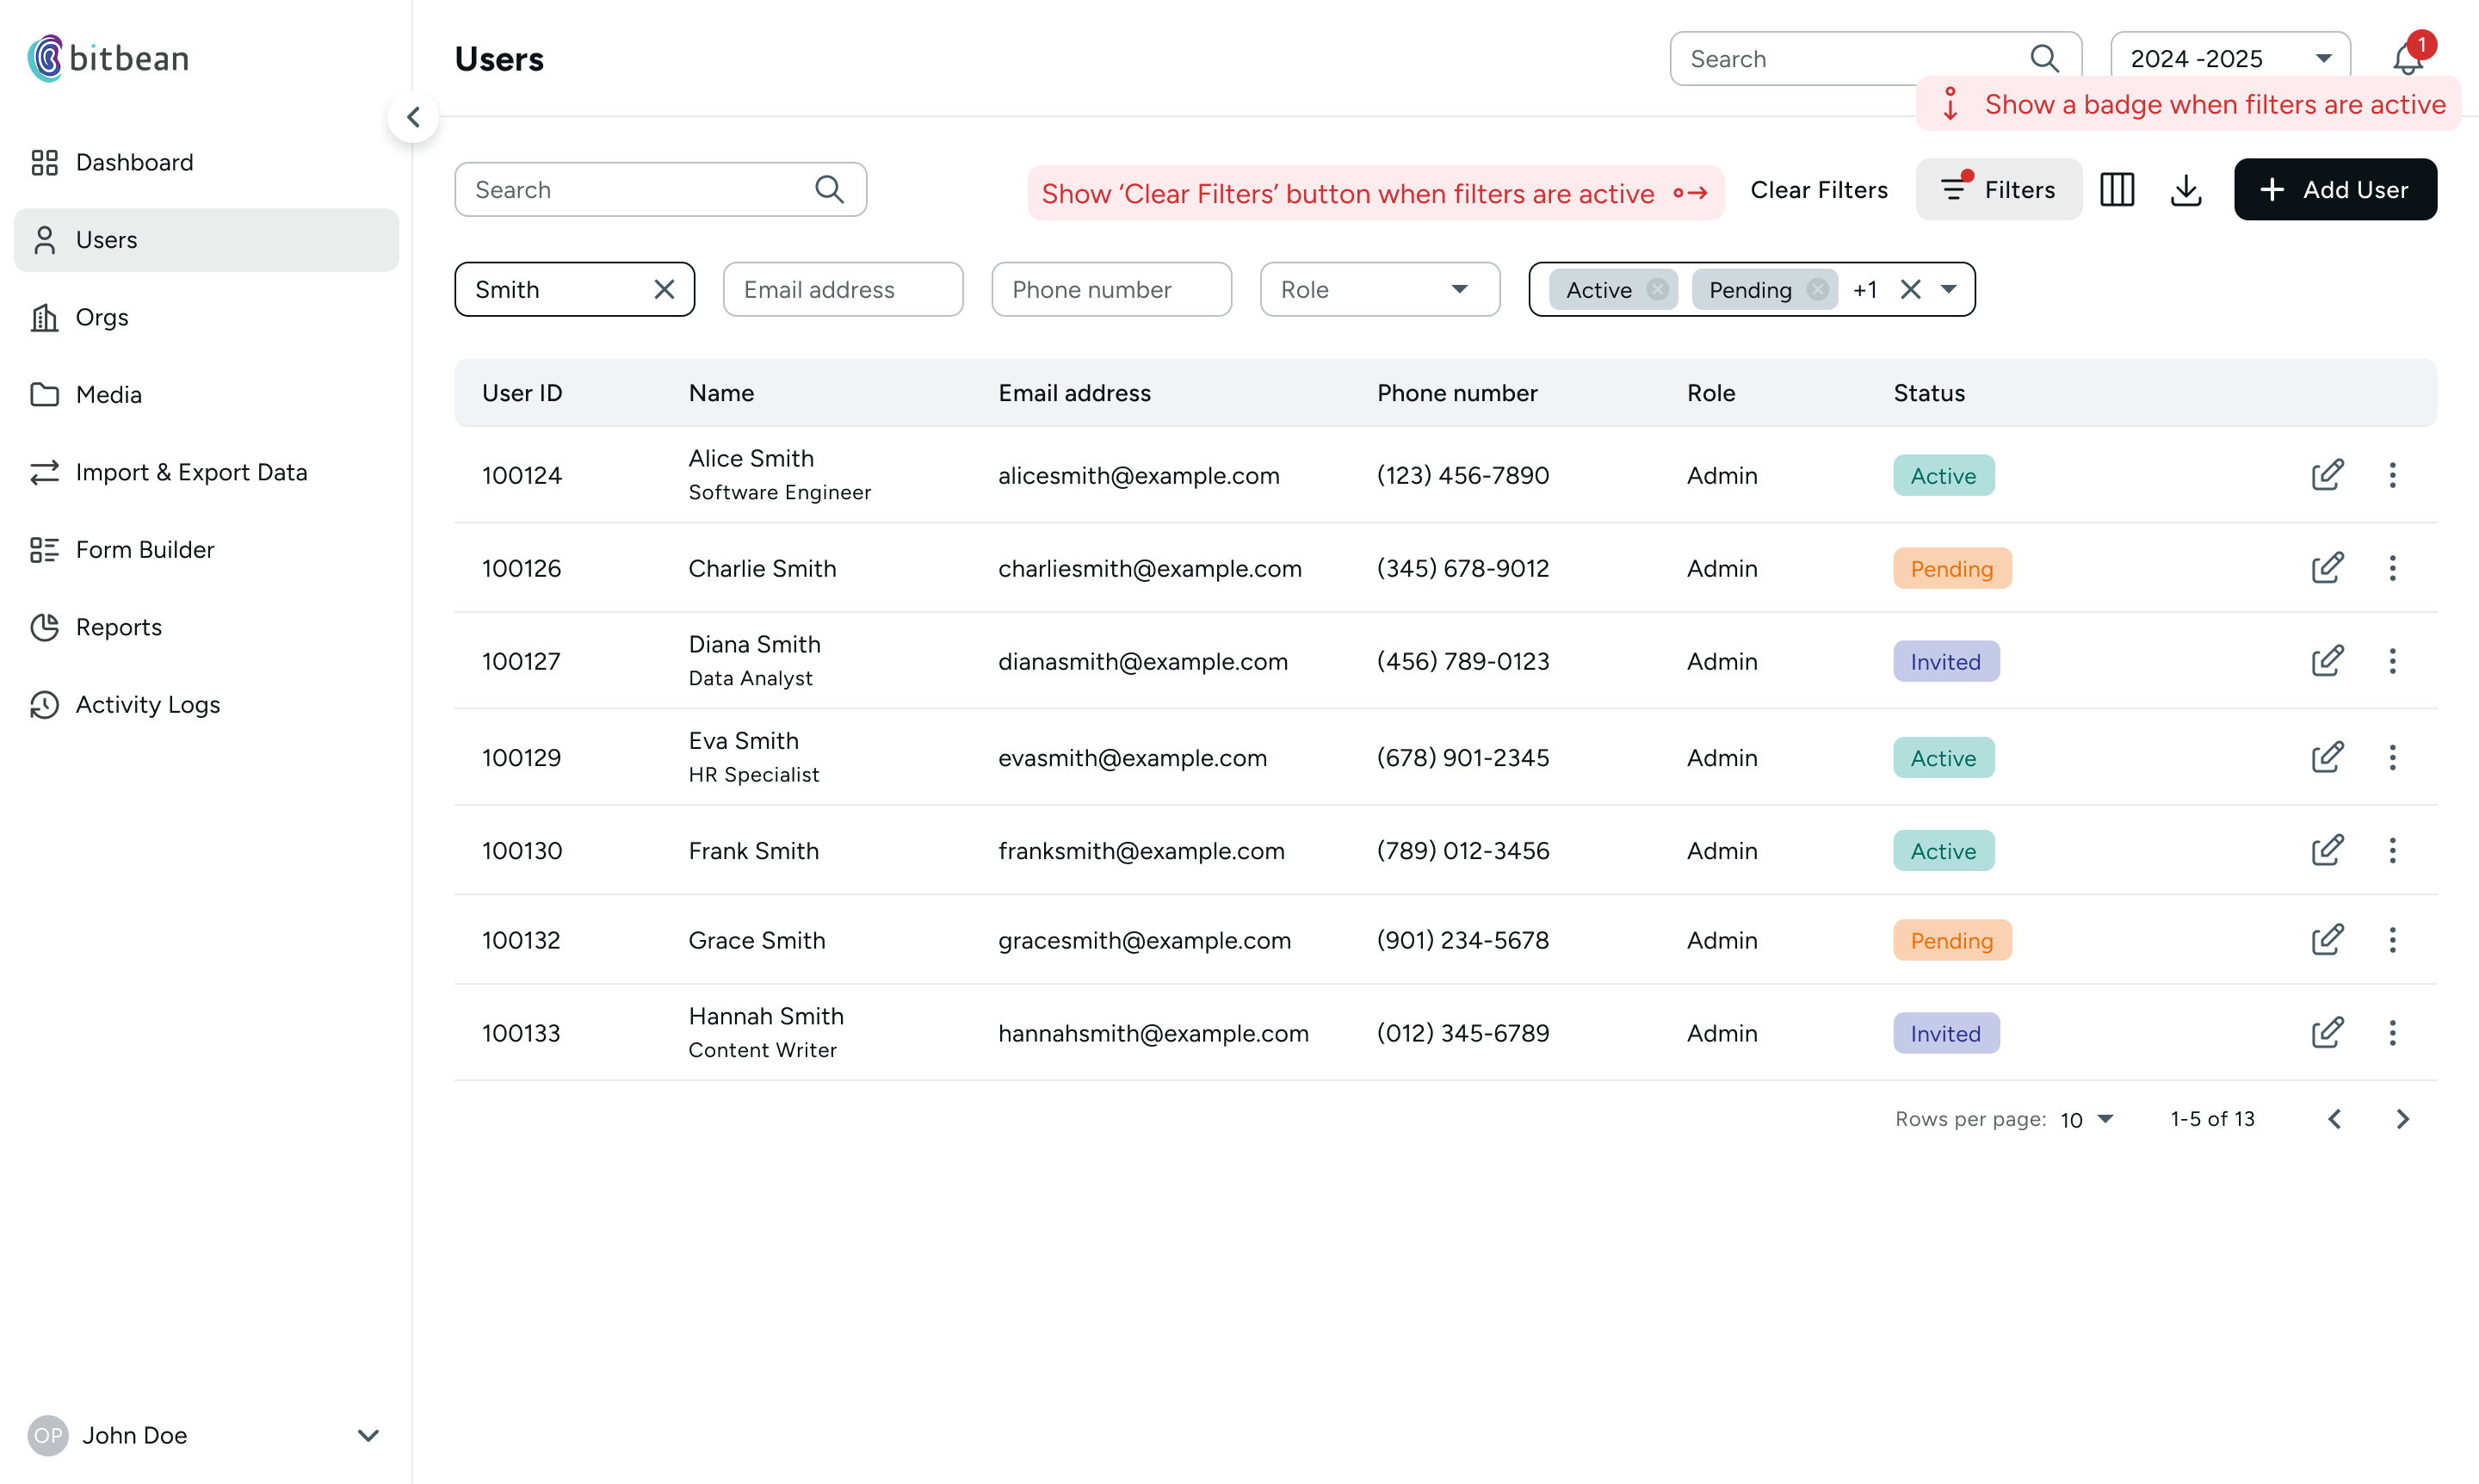 bitbean
Users
Search
2024 -2025
1
Show a badge when filters are active
Dashboard
Users
Orgs
Media
Import & Export Data
Form Builder
Reports
Activity Logs
OP
John Doe
Search
Show ‘Clear Filters’ button when filters are active
Clear Filters
Filters
Add User
Smith
Email address
Phone number
Role
Active
Pending
+1
User ID Name Email address Phone number Role Status
100124 Alice Smith alicesmith@example.com (123) 456-7890 Admin Active
Software Engineer
100126 Charlie Smith charliesmith@example.com (345) 678-9012 Admin Pending
100127 Diana Smith dianasmith@example.com (456) 789-0123 Admin Invited
Data Analyst
100129 Eva Smith evasmith@example.com (678) 901-2345 Admin Active
HR Specialist
100130 Frank Smith franksmith@example.com (789) 012-3456 Admin Active
100132 Grace Smith gracesmith@example.com (901) 234-5678 Admin Pending
100133 Hannah Smith hannahsmith@example.com (012) 345-6789 Admin Invited
Content Writer
Rows per page: 10 1-5 of 13